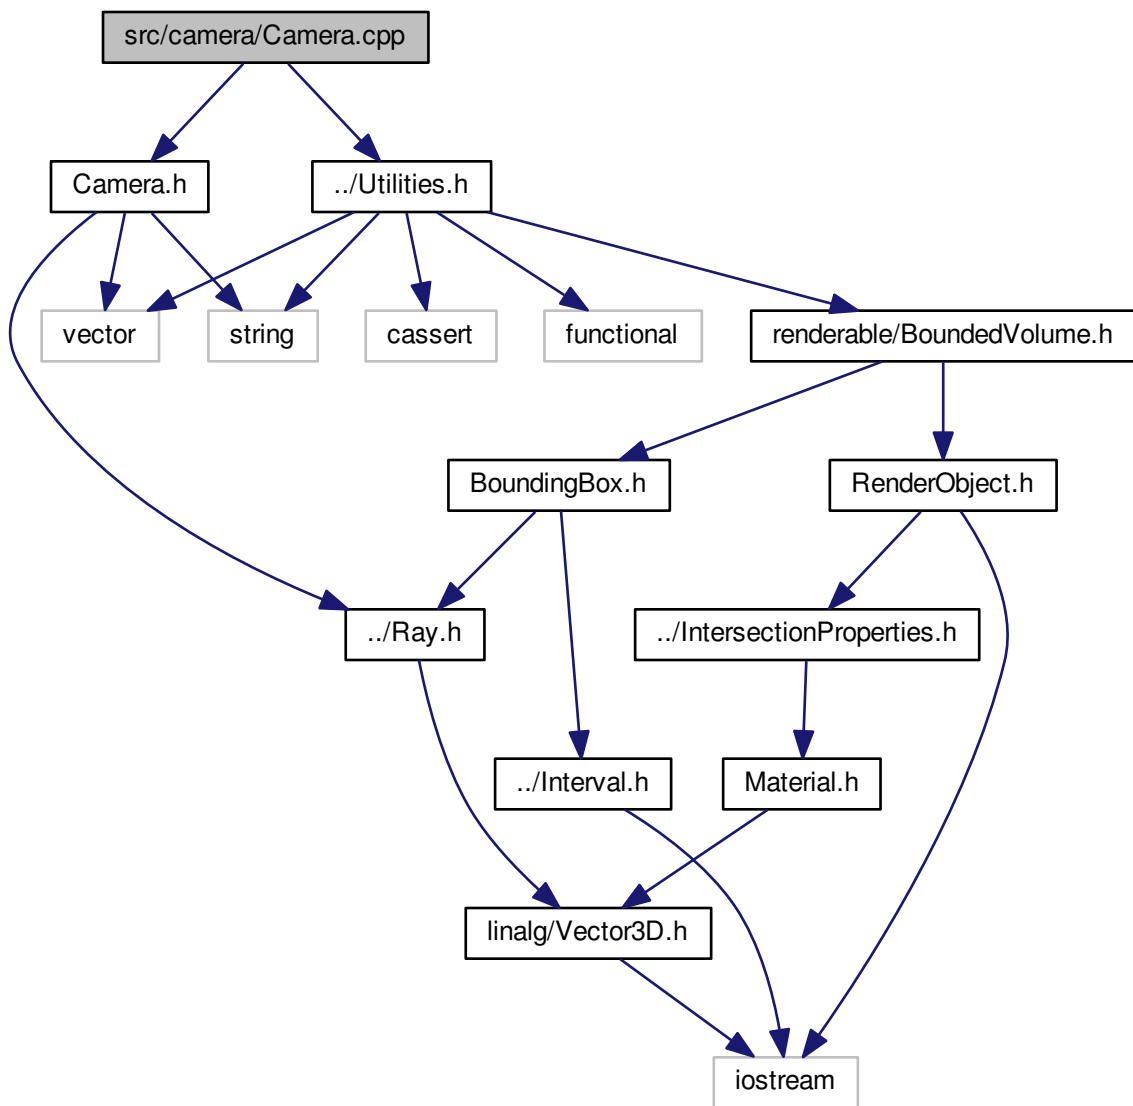 src/camera/Camera.cpp
Camera.h
../Utilities.h
vector
string
cassert
functional
renderable/BoundedVolume.h
BoundingBox.h
RenderObject.h
../Ray.h
../IntersectionProperties.h
../Interval.h
Material.h
linalg/Vector3D.h
iostream